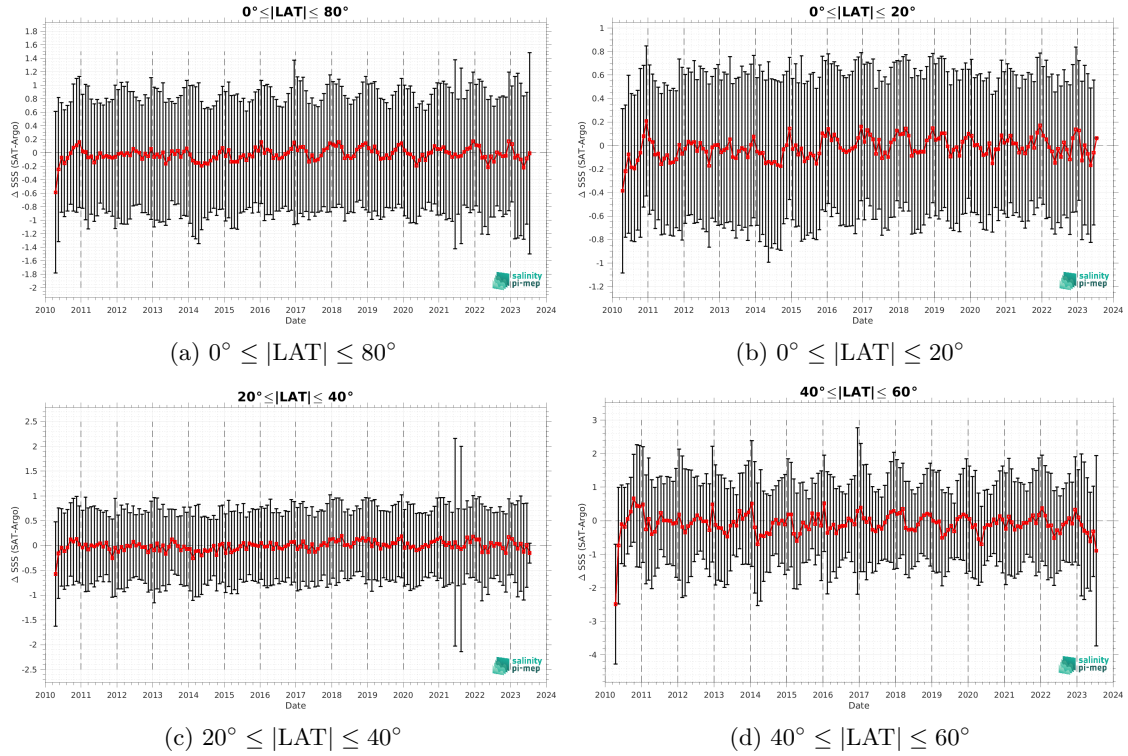 0°≤|LAT|≤ 80°
1.8
1.6
1.4
1.2
1
0.8
0.6
0.4
0.2
0
-0.2
-0.4
-0.6
-0.8
-1
-1.2
-1.4
-1.6
-1.8
-2
Δ SSS (SAT-Argo)
2010 2011 2012 2013 2014 2015 2016 2017 2018 2019 2020 2021 2022 2023 2024
Date
salinity
pi-mep
(a) 0° ≤ |LAT| ≤ 80°
0°≤|LAT|≤ 20°
1
0.8
0.6
0.4
0.2
0
-0.2
-0.4
-0.6
-0.8
-1
-1.2
Δ SSS (SAT-Argo)
2010 2011 2012 2013 2014 2015 2016 2017 2018 2019 2020 2021 2022 2023 2024
Date
salinity
pi-mep
(b) 0° ≤ |LAT| ≤ 20°
20°≤|LAT|≤ 40°
2.5
2
1.5
1
0.5
0
-0.5
-1
-1.5
-2
-2.5
Δ SSS (SAT-Argo)
2010 2011 2012 2013 2014 2015 2016 2017 2018 2019 2020 2021 2022 2023 2024
Date
salinity
pi-mep
(c) 20° ≤ |LAT| ≤ 40°
40°≤|LAT|≤ 60°
3
2
1
0
-1
-2
-3
-4
Δ SSS (SAT-Argo)
2010 2011 2012 2013 2014 2015 2016 2017 2018 2019 2020 2021 2022 2023 2024
Date
salinity
pi-mep
(d) 40° ≤ |LAT| ≤ 60°